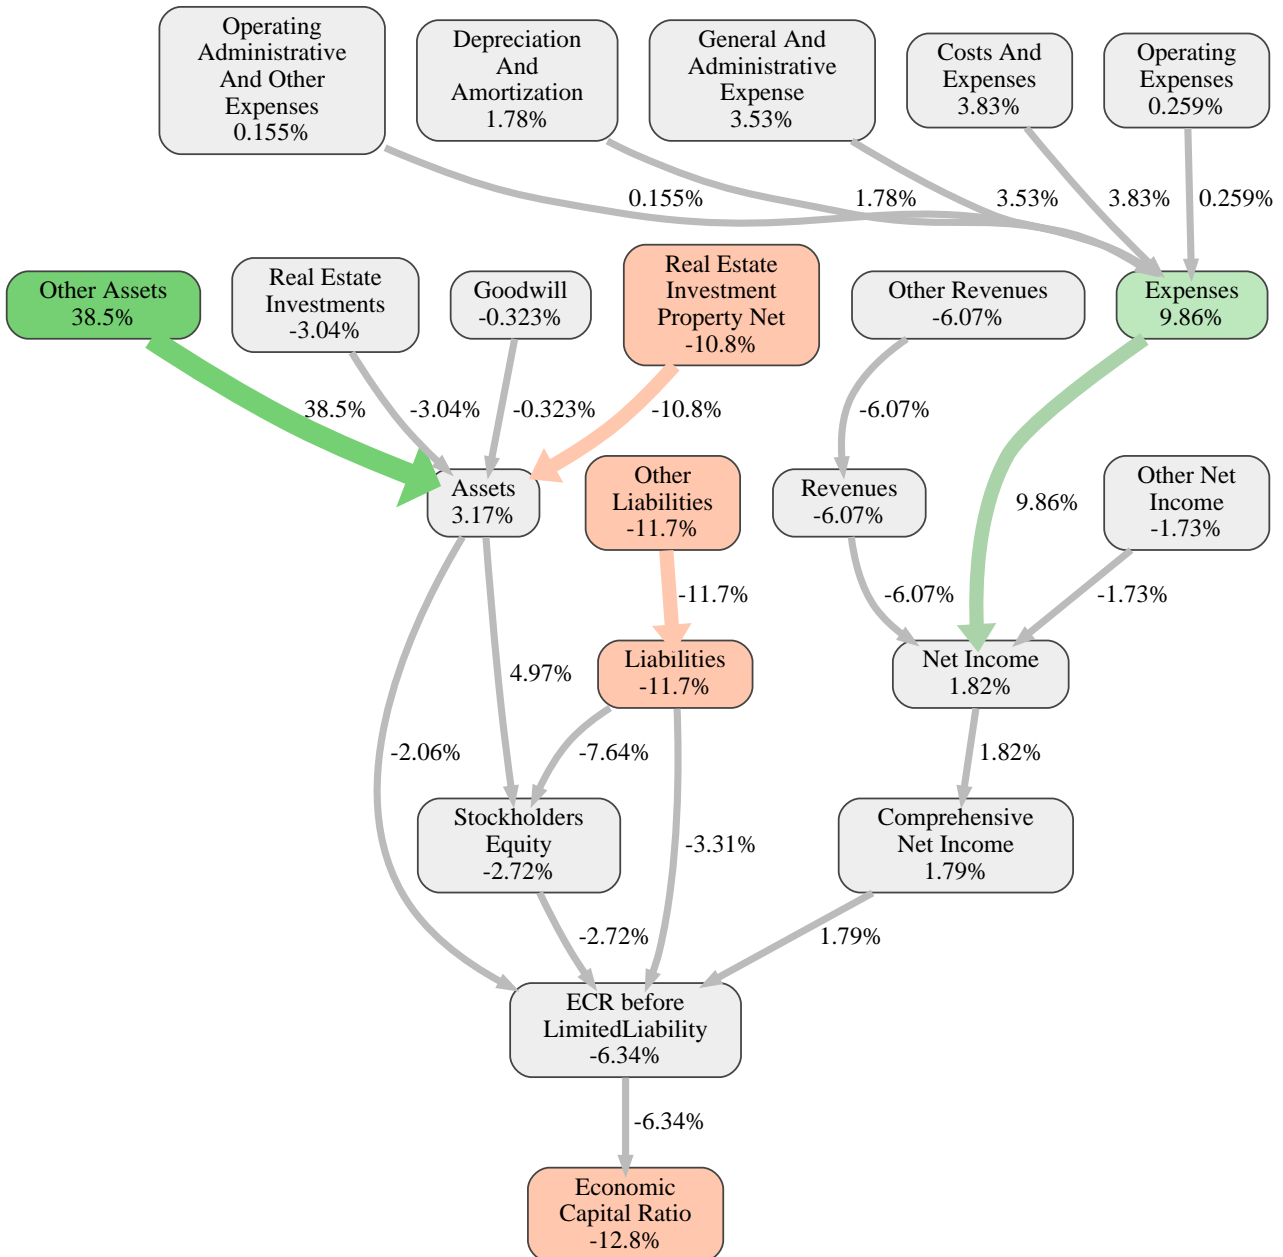 Operating
Administrative
And Other
Expenses
0.155%
Depreciation
And
Amortization
1.78%
General And
Administrative
Expense
3.53%
Costs And
Expenses
3.83%
Operating
Expenses
0.259%
0.155%
1.78%
3.53%
3.83%
0.259%
Other Assets
38.5%
Real Estate
Investments
-3.04%
Goodwill
-0.323%
Real Estate
Investment
Property Net
-10.8%
Other Revenues
-6.07%
Expenses
9.86%
38.5%
-3.04%
-0.323%
-10.8%
-6.07%
Assets
3.17%
Other
Liabilities
-11.7%
Revenues
-6.07%
9.86%
Other Net
Income
-1.73%
-11.7%
-6.07%
-1.73%
4.97%
Liabilities
-11.7%
Net Income
1.82%
-2.06%
-7.64%
1.82%
Stockholders
Equity
-2.72%
-3.31%
Comprehensive
Net Income
1.79%
-2.72%
1.79%
ECR before
LimitedLiability
-6.34%
-6.34%
Economic
Capital Ratio
-12.8%